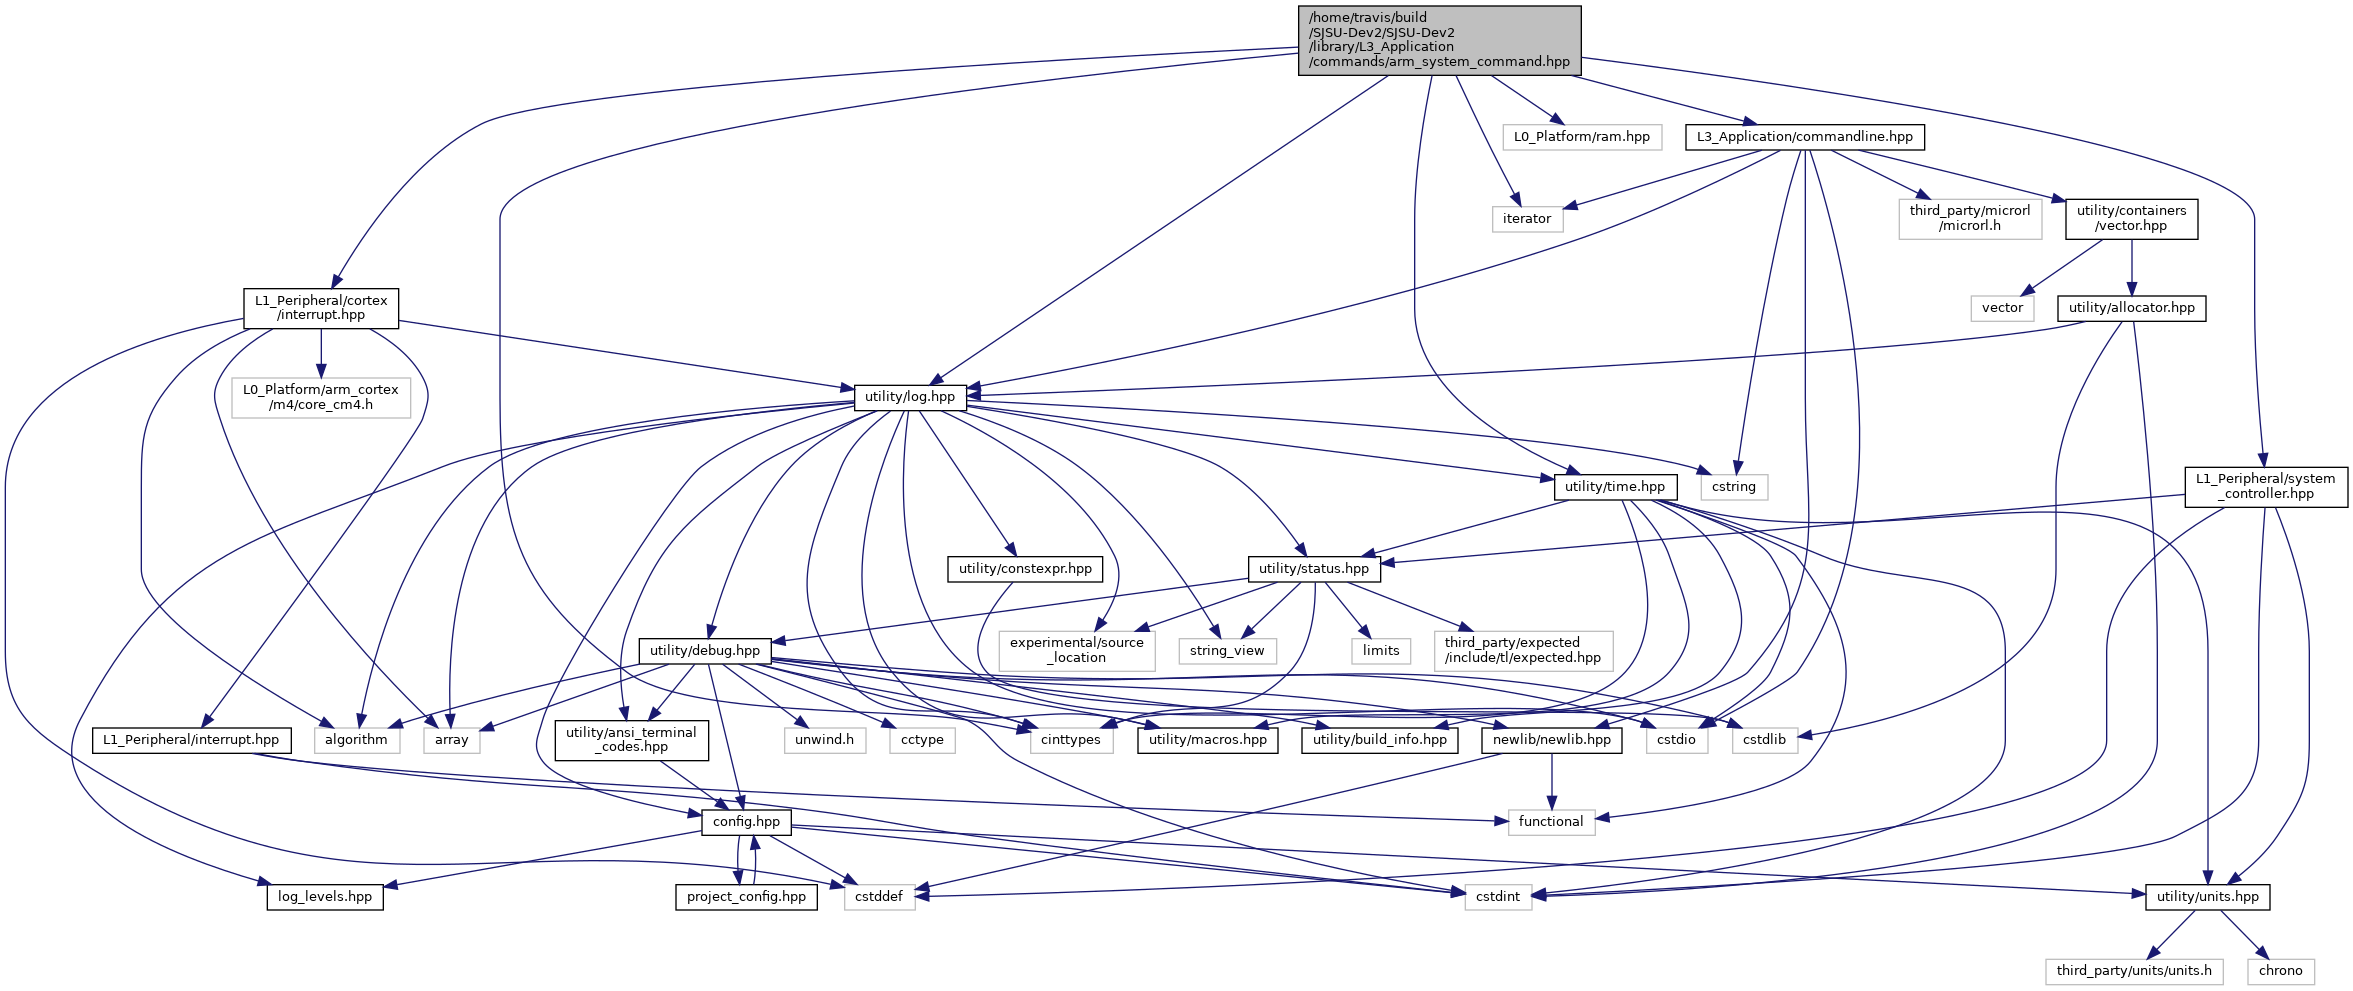 /home/travis/build
/SJSU-Dev2/SJSU-Dev2
/library/L3_Application
/commands/arm_system_command.hpp
L0_Platform/ram.hpp
L3_Application/commandline.hpp
iterator
third_party/microrl
/microrl.h
utility/containers
/vector.hpp
L1_Peripheral/cortex
/interrupt.hpp
vector
utility/allocator.hpp
L0_Platform/arm_cortex
/m4/core_cm4.h
utility/log.hpp
utility/time.hpp
cstring
L1_Peripheral/system
_controller.hpp
utility/constexpr.hpp
utility/status.hpp
utility/debug.hpp
experimental/source
_location
string_view
limits
third_party/expected
/include/tl/expected.hpp
L1_Peripheral/interrupt.hpp
algorithm
array
utility/ansi_terminal
_codes.hpp
unwind.h
cctype
cinttypes
utility/macros.hpp
utility/build_info.hpp
newlib/newlib.hpp
cstdio
cstdlib
config.hpp
functional
log_levels.hpp
project_config.hpp
cstddef
cstdint
utility/units.hpp
third_party/units/units.h
chrono